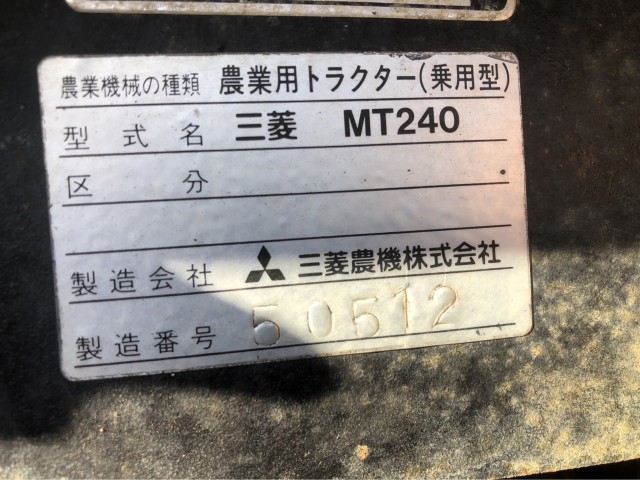 農業機械の種類 農業用トラクター(乗用型)
型式名 三菱 MT240
区分
製造会社 三菱農機株式会社
製造番号 50512